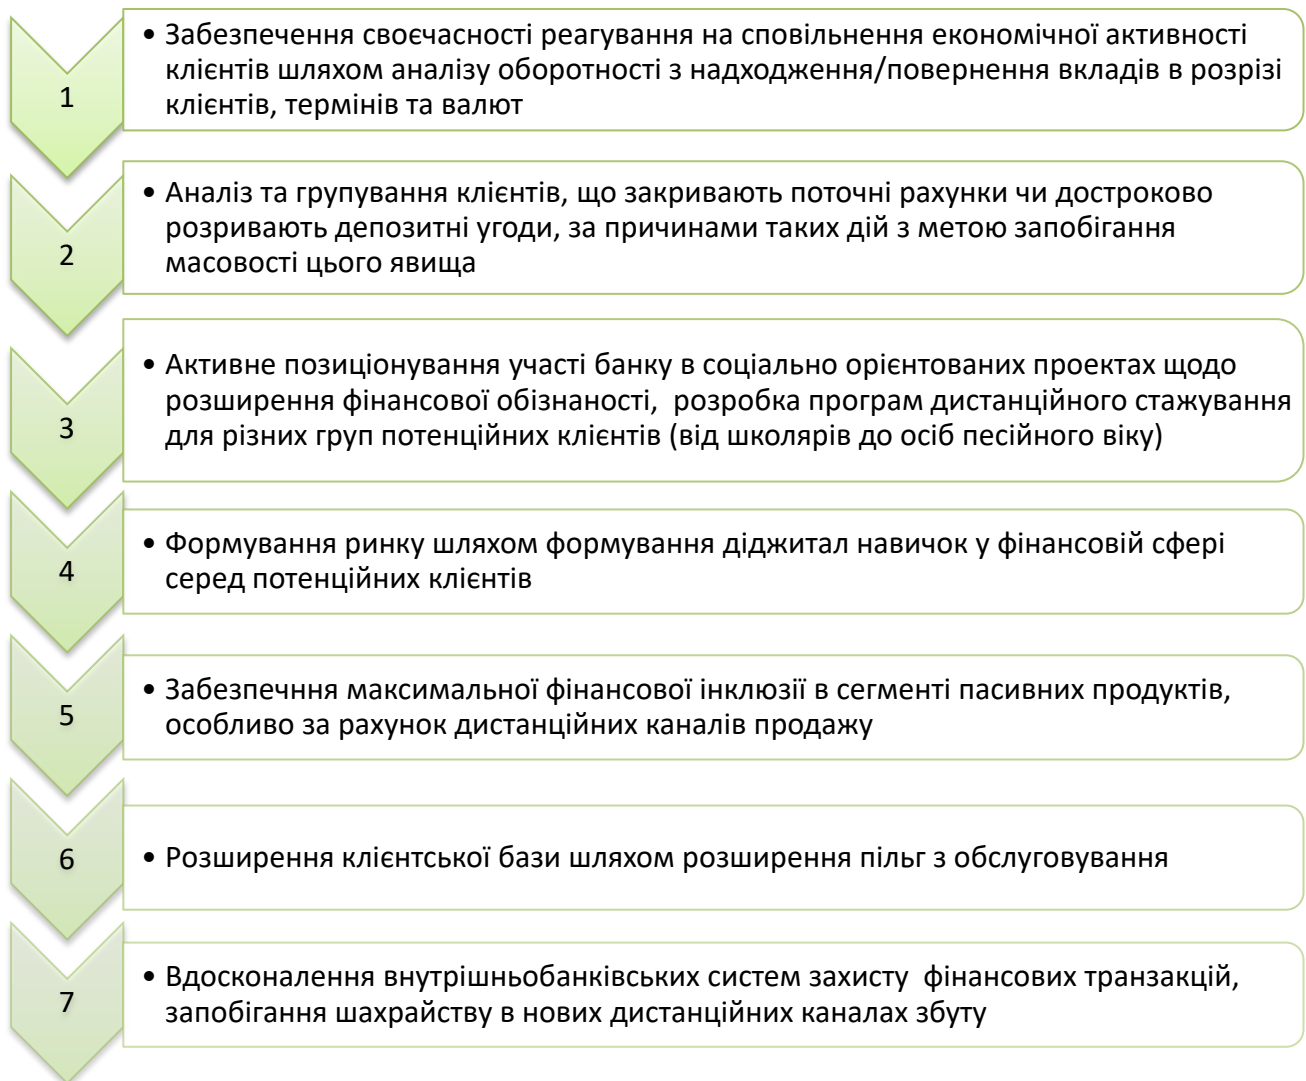 1
• Забезпечення своєчасності реагування на сповільнення економічної активності
клієнтів шляхом аналізу оборотності з надходження/повернення вкладів в розрізі
клієнтів, термінів та валют
2
• Аналіз та групування клієнтів, що закривають поточні рахунки чи достроково
розривають депозитні угоди, за причинами таких дій з метою запобігання
масовості цього явища
3
• Активне позиціонування участі банку в соціально орієнтованих проектах щодо
розширення фінансової обізнаності, розробка програм дистанційного стажування
для різних груп потенційних клієнтів (від школярів до осіб песійного віку)
4
• Формування ринку шляхом формування діджитал навичок у фінансовій сфері
серед потенційних клієнтів
5
• Забезпечння максимальної фінансової інклюзії в сегменті пасивних продуктів,
особливо за рахунок дистанційних каналів продажу
6
• Розширення клієнтської бази шляхом розширення пільг з обслуговування
7
• Вдосконалення внутрішньобанківських систем захисту фінансових транзакцій,
запобігання шахрайству в нових дистанційних каналах збуту